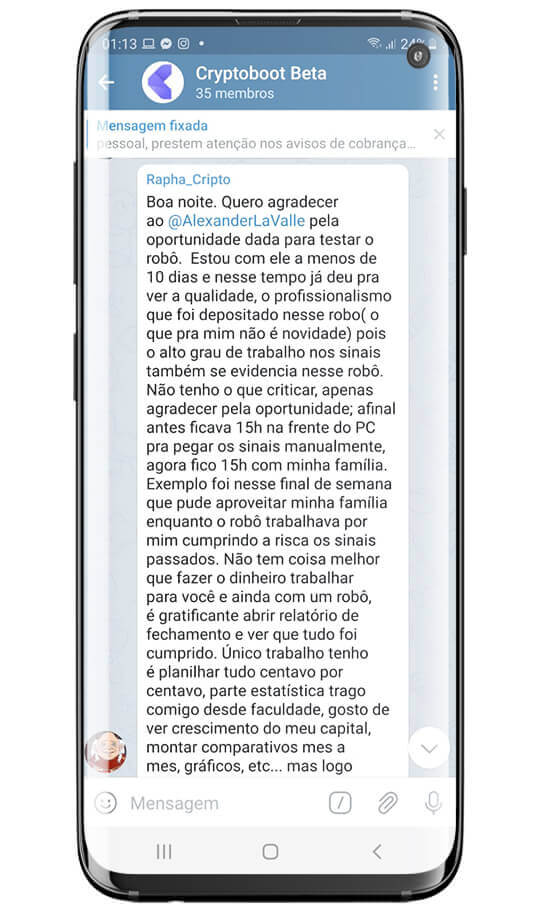 01:13
24%
Cryptoboot Beta
35 membros
Mensagem fixada
pessoal, prestem atenção nos avisos de cobrança...
Rapha_Cripto
Boa noite. Quero agradecer
ao @AlexanderLaValle pela
oportunidade dada para testar o
robô.  Estou com ele a menos de
10 dias e nesse tempo já deu pra
ver a qualidade, o profissionalismo
que foi depositado nesse robo( o
que pra mim não é novidade) pois
o alto grau de trabalho nos sinais
também se evidencia nesse robô.
Não tenho o que criticar, apenas
agradecer pela oportunidade; afinal
antes ficava 15h na frente do PC
pra pegar os sinais manualmente,
agora fico 15h com minha família.
Exemplo foi nesse final de semana
que pude aproveitar minha família
enquanto o robô trabalhava por
mim cumprindo a risca os sinais
passados. Não tem coisa melhor
que fazer o dinheiro trabalhar
para você e ainda com um robô,
é gratificante abrir relatório de
fechamento e ver que tudo foi
cumprido. Único trabalho tenho
é planilhar tudo centavo por
centavo, parte estatística trago
comigo desde faculdade, gosto de
ver crescimento do meu capital,
montar comparativos mes a
mes, gráficos, etc... mas logo
Mensagem